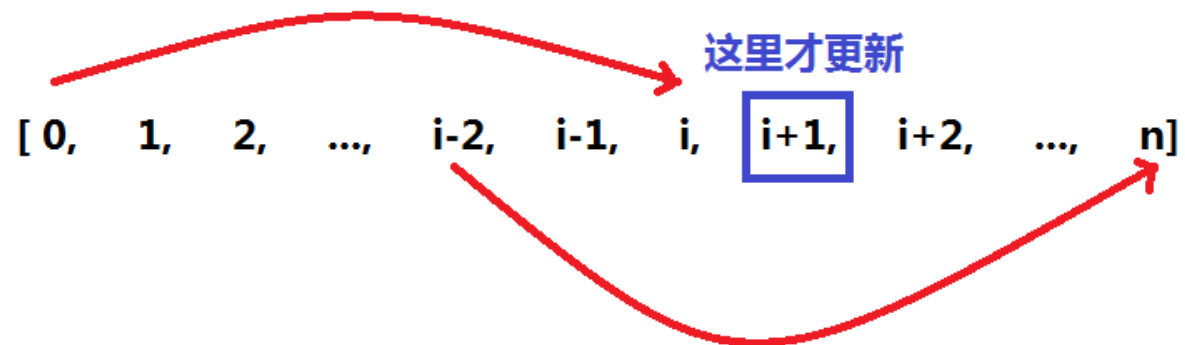 这里才更新
[ 0, 1, 2, ..., i-2, i-1, i, i+1, i+2, ..., n]